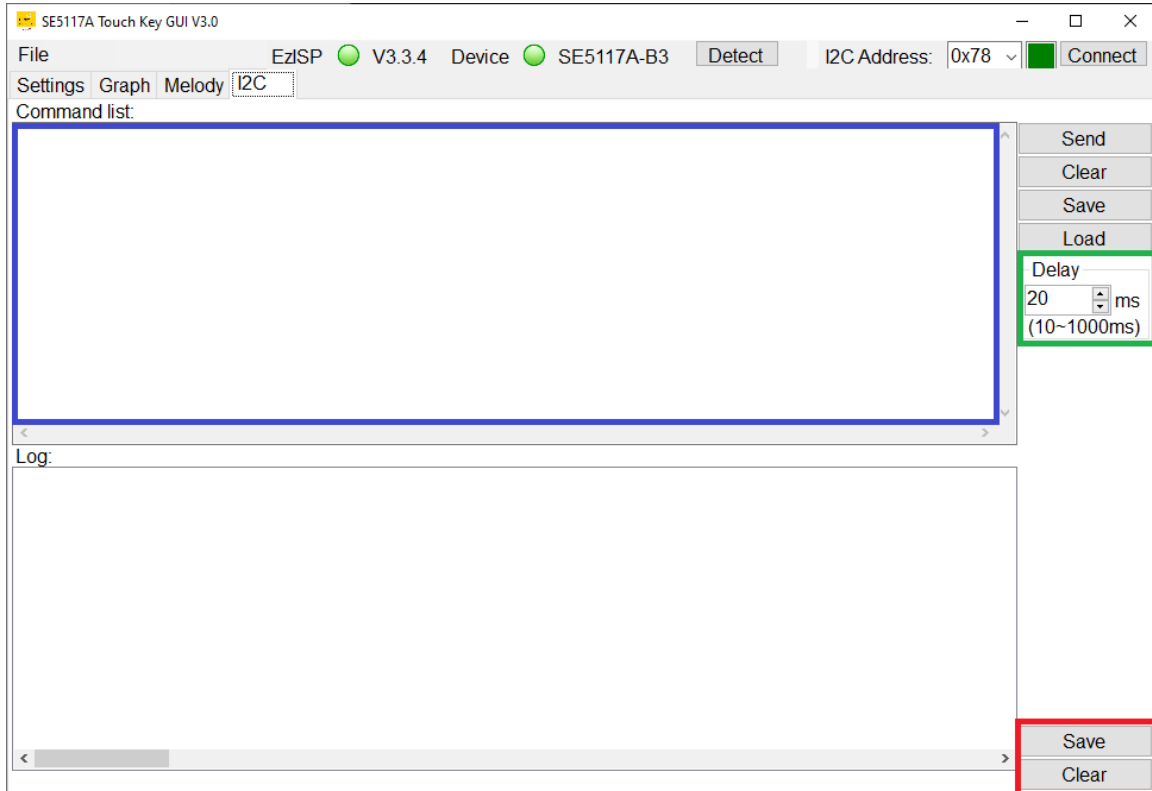 SE5117A Touch Key GUI V3.0
File EzISP V3.3.4 Device SE5117A-B3 Detect I2C Address: 0x78 Connect
Settings Graph Melody I2C
Command list:
Send
Clear
Save
Load
Delay
20 ms
(10~1000ms)
Log:
Save
Clear